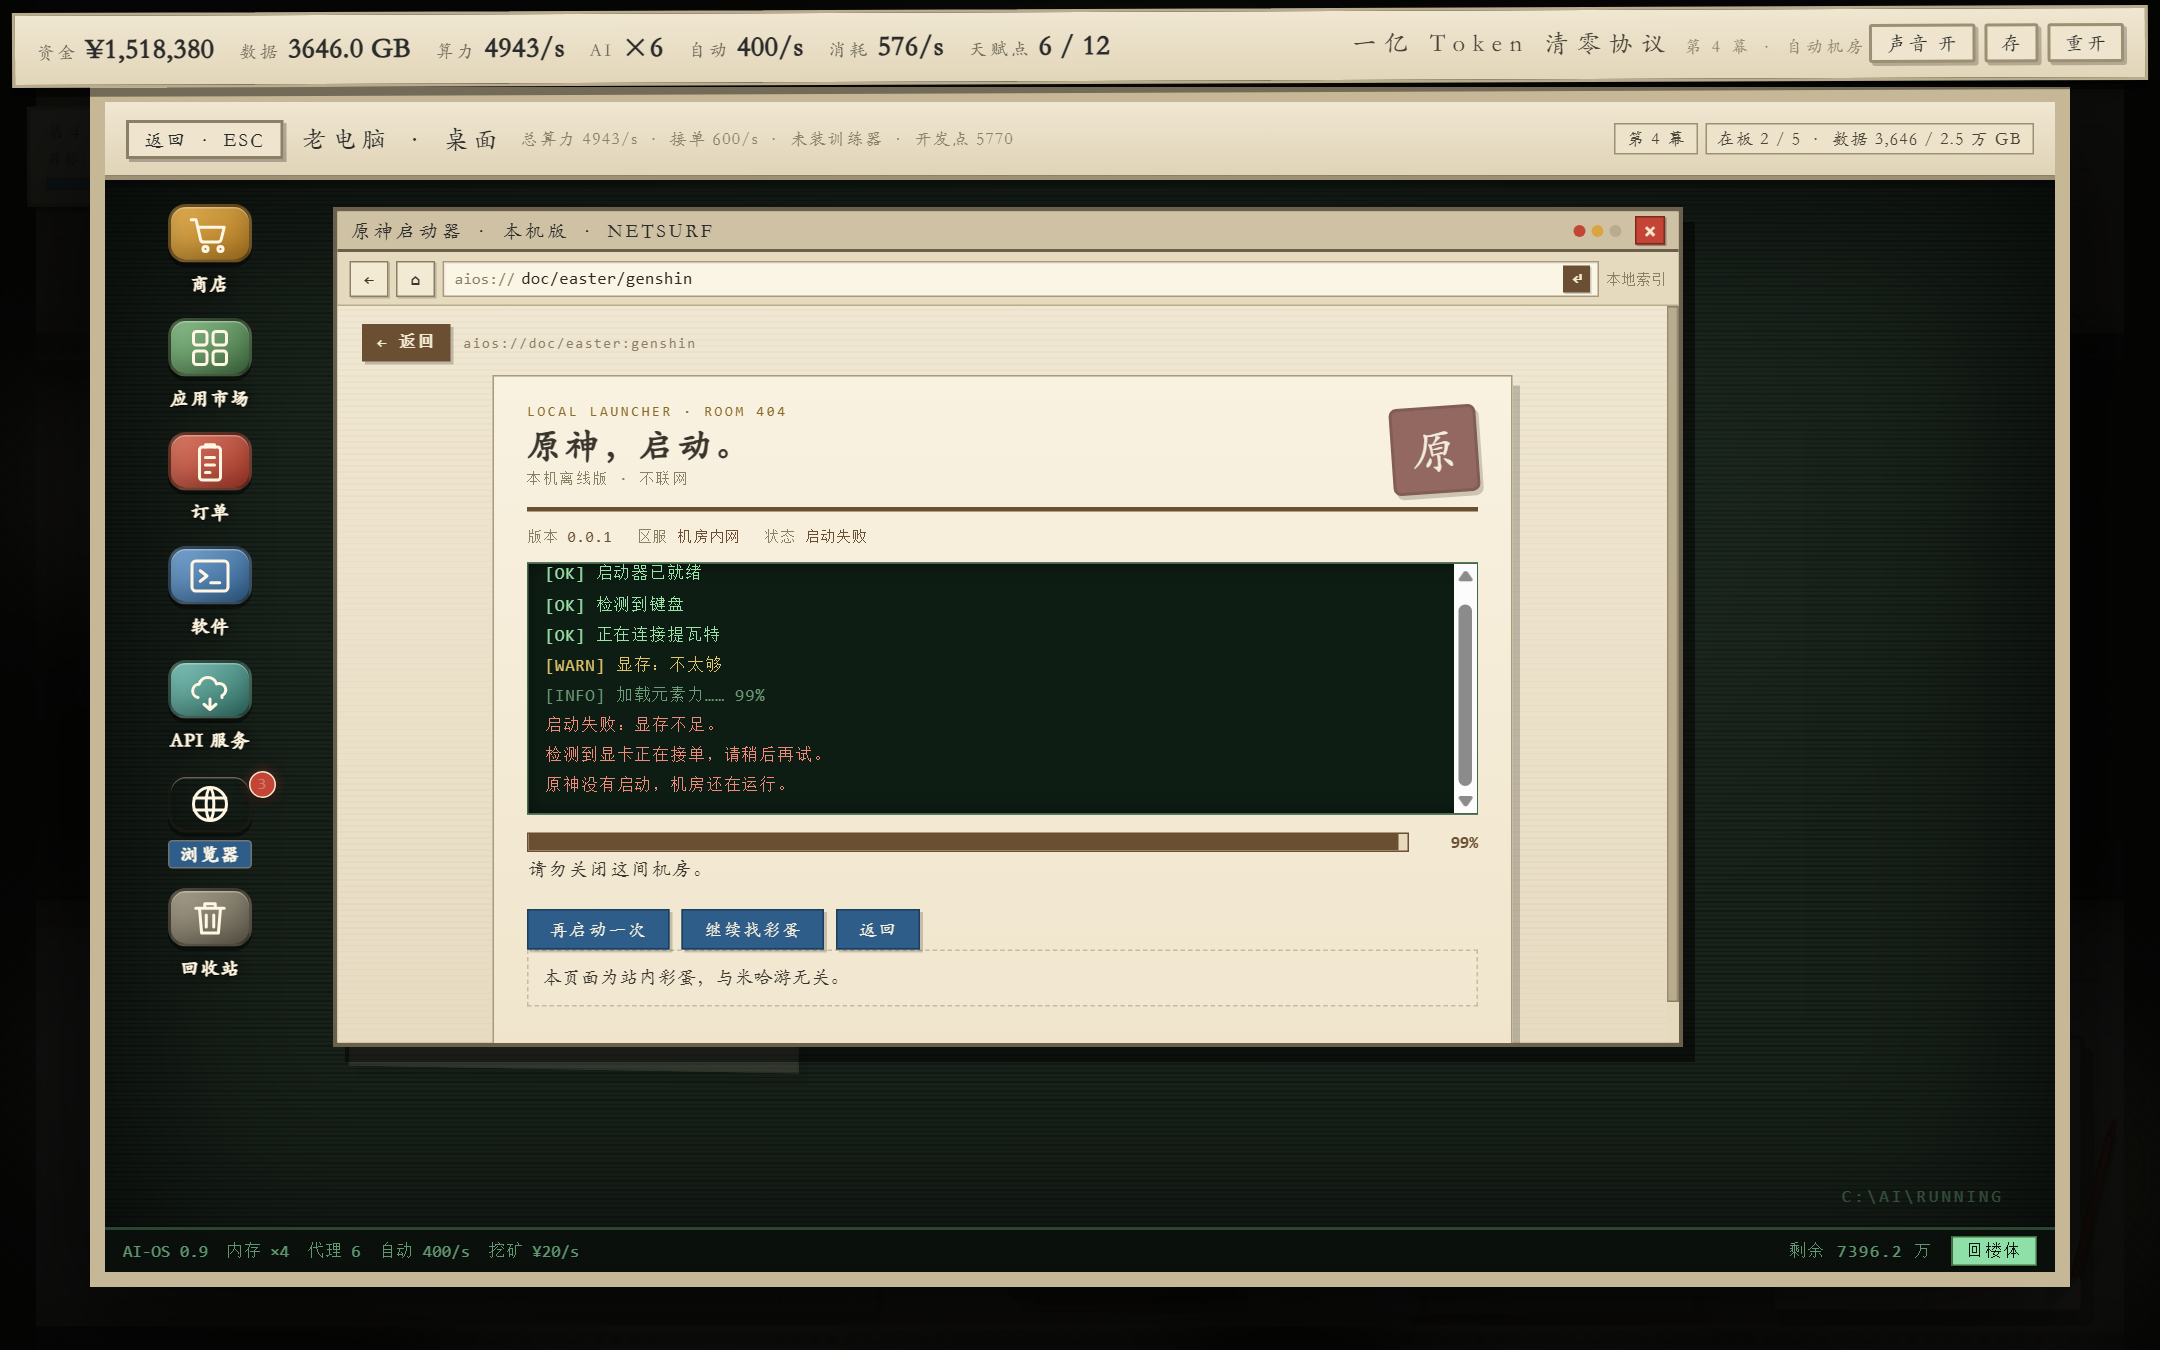 资金 ¥1,518,380 数据 3646.0 GB 算力 4943/s AI ×6 自动 400/s 消耗 576/s 天赋点 6 / 12 一亿 Token 清零协议 第 4 幕 · 自动机房 声音 开 存 重开
返回 · ESC 老电脑 · 桌面 总算力 4943/s · 接单 600/s · 未装训练器 · 开发点 5770 第 4 幕 在板 2 / 5 · 数据 3,646 / 2.5 万 GB
商店
应用市场
订单
软件
API 服务
3
浏览器
回收站
原神启动器 · 本机版 · NETSURF
aios:// doc/easter/genshin 本地索引
← 返回 aios://doc/easter:genshin
LOCAL LAUNCHER · ROOM 404
原神，启动。
原
本机离线版 · 不联网
版本 0.0.1 区服 机房内网 状态 启动失败
[OK] 启动器已就绪
[OK] 检测到键盘
[OK] 正在连接提瓦特
[WARN] 显存：不太够
[INFO] 加载元素力…… 99%
启动失败：显存不足。
检测到显卡正在接单，请稍后再试。
原神没有启动，机房还在运行。
99%
请勿关闭这间机房。
再启动一次 继续找彩蛋 返回
本页面为站内彩蛋，与米哈游无关。
C:\AI\RUNNING
AI-OS 0.9 内存 ×4 代理 6 自动 400/s 挖矿 ¥20/s 剩余 7396.2 万 回楼体